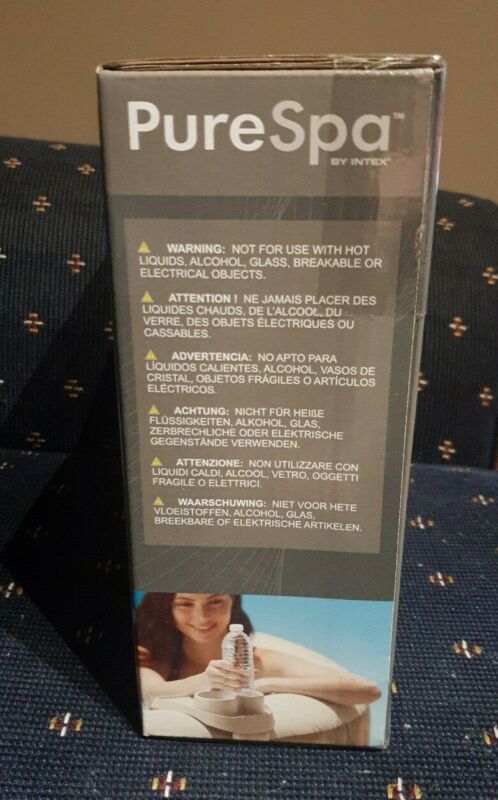 PureSpa™
BY INTEX®
WARNING: NOT FOR USE WITH HOT
LIQUIDS, ALCOHOL, GLASS, BREAKABLE OR
ELECTRICAL OBJECTS.
ATTENTION ! NE JAMAIS PLACER DES
LIQUIDES CHAUDS, DE L'ALCOOL, DU
VERRE, DES OBJETS ÉLECTRIQUES OU
CASSABLES.
ADVERTENCIA: NO APTO PARA
LÍQUIDOS CALIENTES, ALCOHOL, VASOS DE
CRISTAL, OBJETOS FRÁGILES O ARTÍCULOS
ELÉCTRICOS.
ACHTUNG: NICHT FÜR HEIßE
FLÜSSIGKEITEN, ALKOHOL, GLAS,
ZERBRECHLICHE ODER ELEKTRISCHE
GEGENSTÄNDE VERWENDEN.
ATTENZIONE: NON UTILIZZARE CON
LIQUIDI CALDI, ALCOOL, VETRO, OGGETTI
FRAGILE O ELETTRICI.
WAARSCHUWING: NIET VOOR HETE
VLOEISTOFFEN, ALCOHOL, GLAS,
BREEKBARE OF ELEKTRISCHE ARTIKELEN.